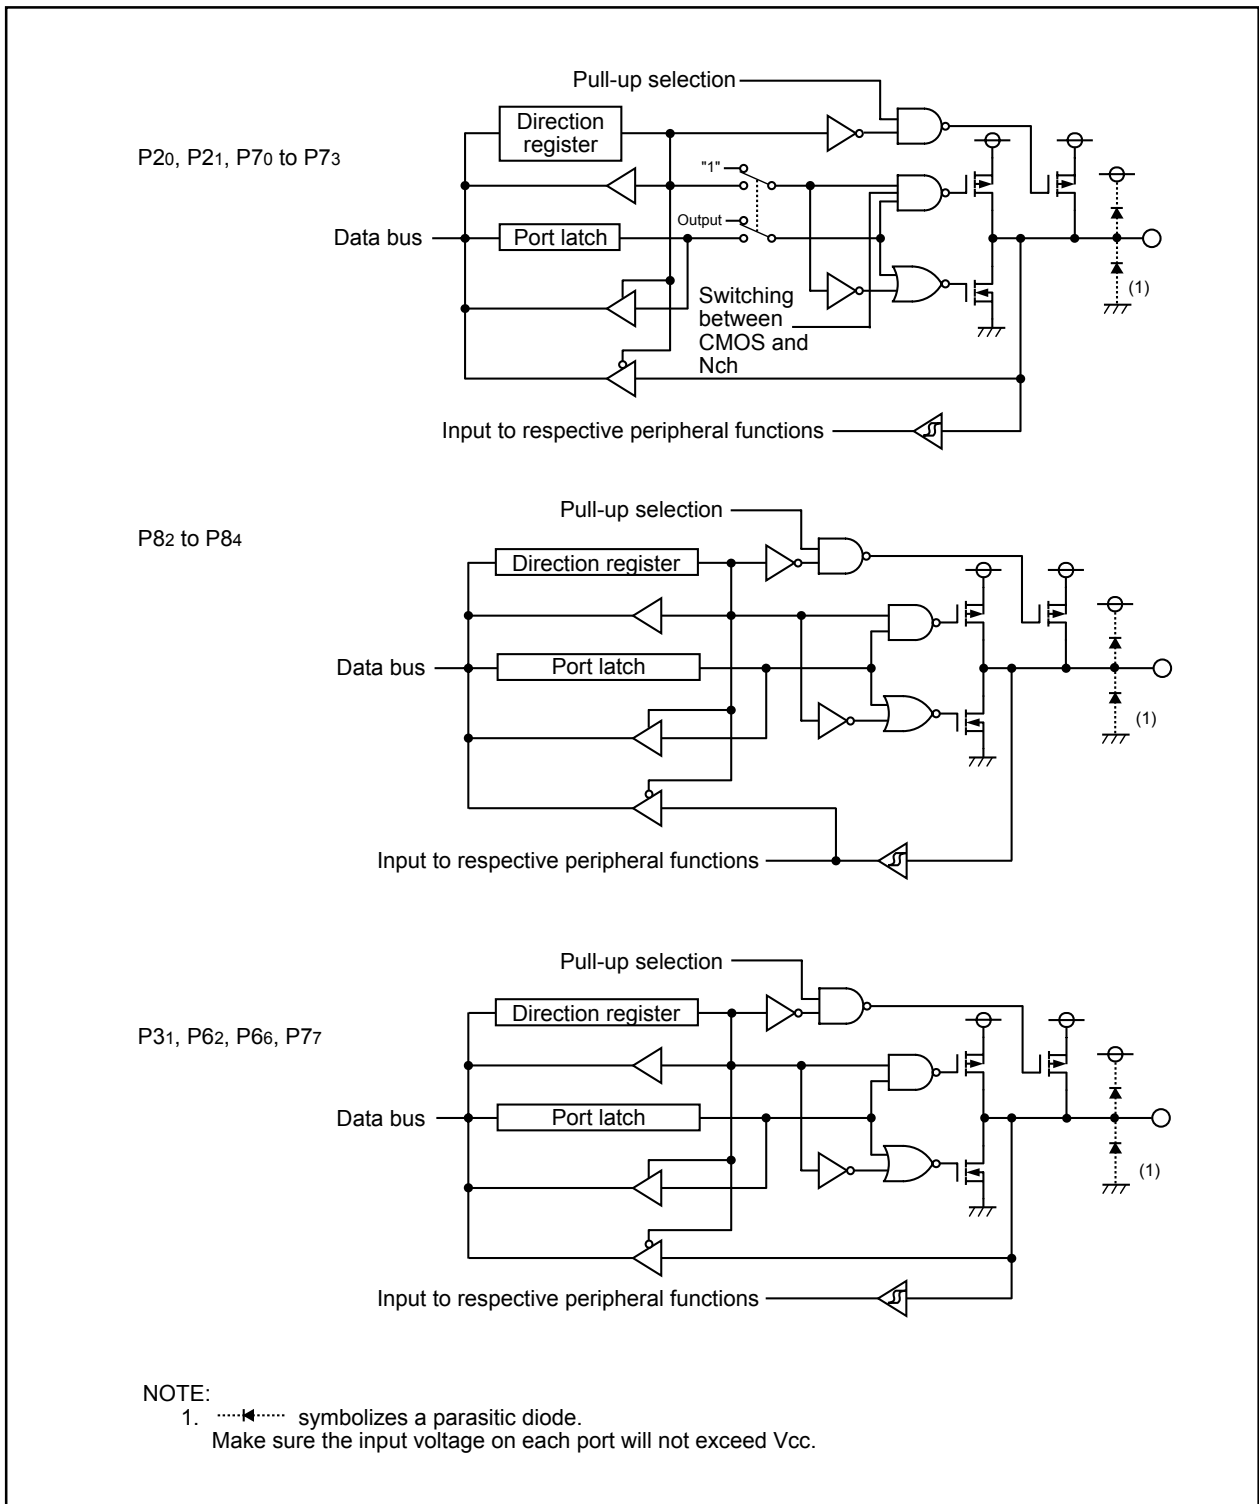 Pull-up selection
Direction
register
P20, P21, P70 to P73
"1"
Output
Data bus
Port latch
Switching
between
CMOS and
Nch
(1)
Input to respective peripheral functions
Pull-up selection
P82 to P84
Direction register
Data bus
Port latch
(1)
Input to respective peripheral functions
Pull-up selection
Direction register
P31, P62, P66, P77
Data bus
Port latch
(1)
Input to respective peripheral functions
NOTE:
1. symbolizes a parasitic diode.
Make sure the input voltage on each port will not exceed Vcc.